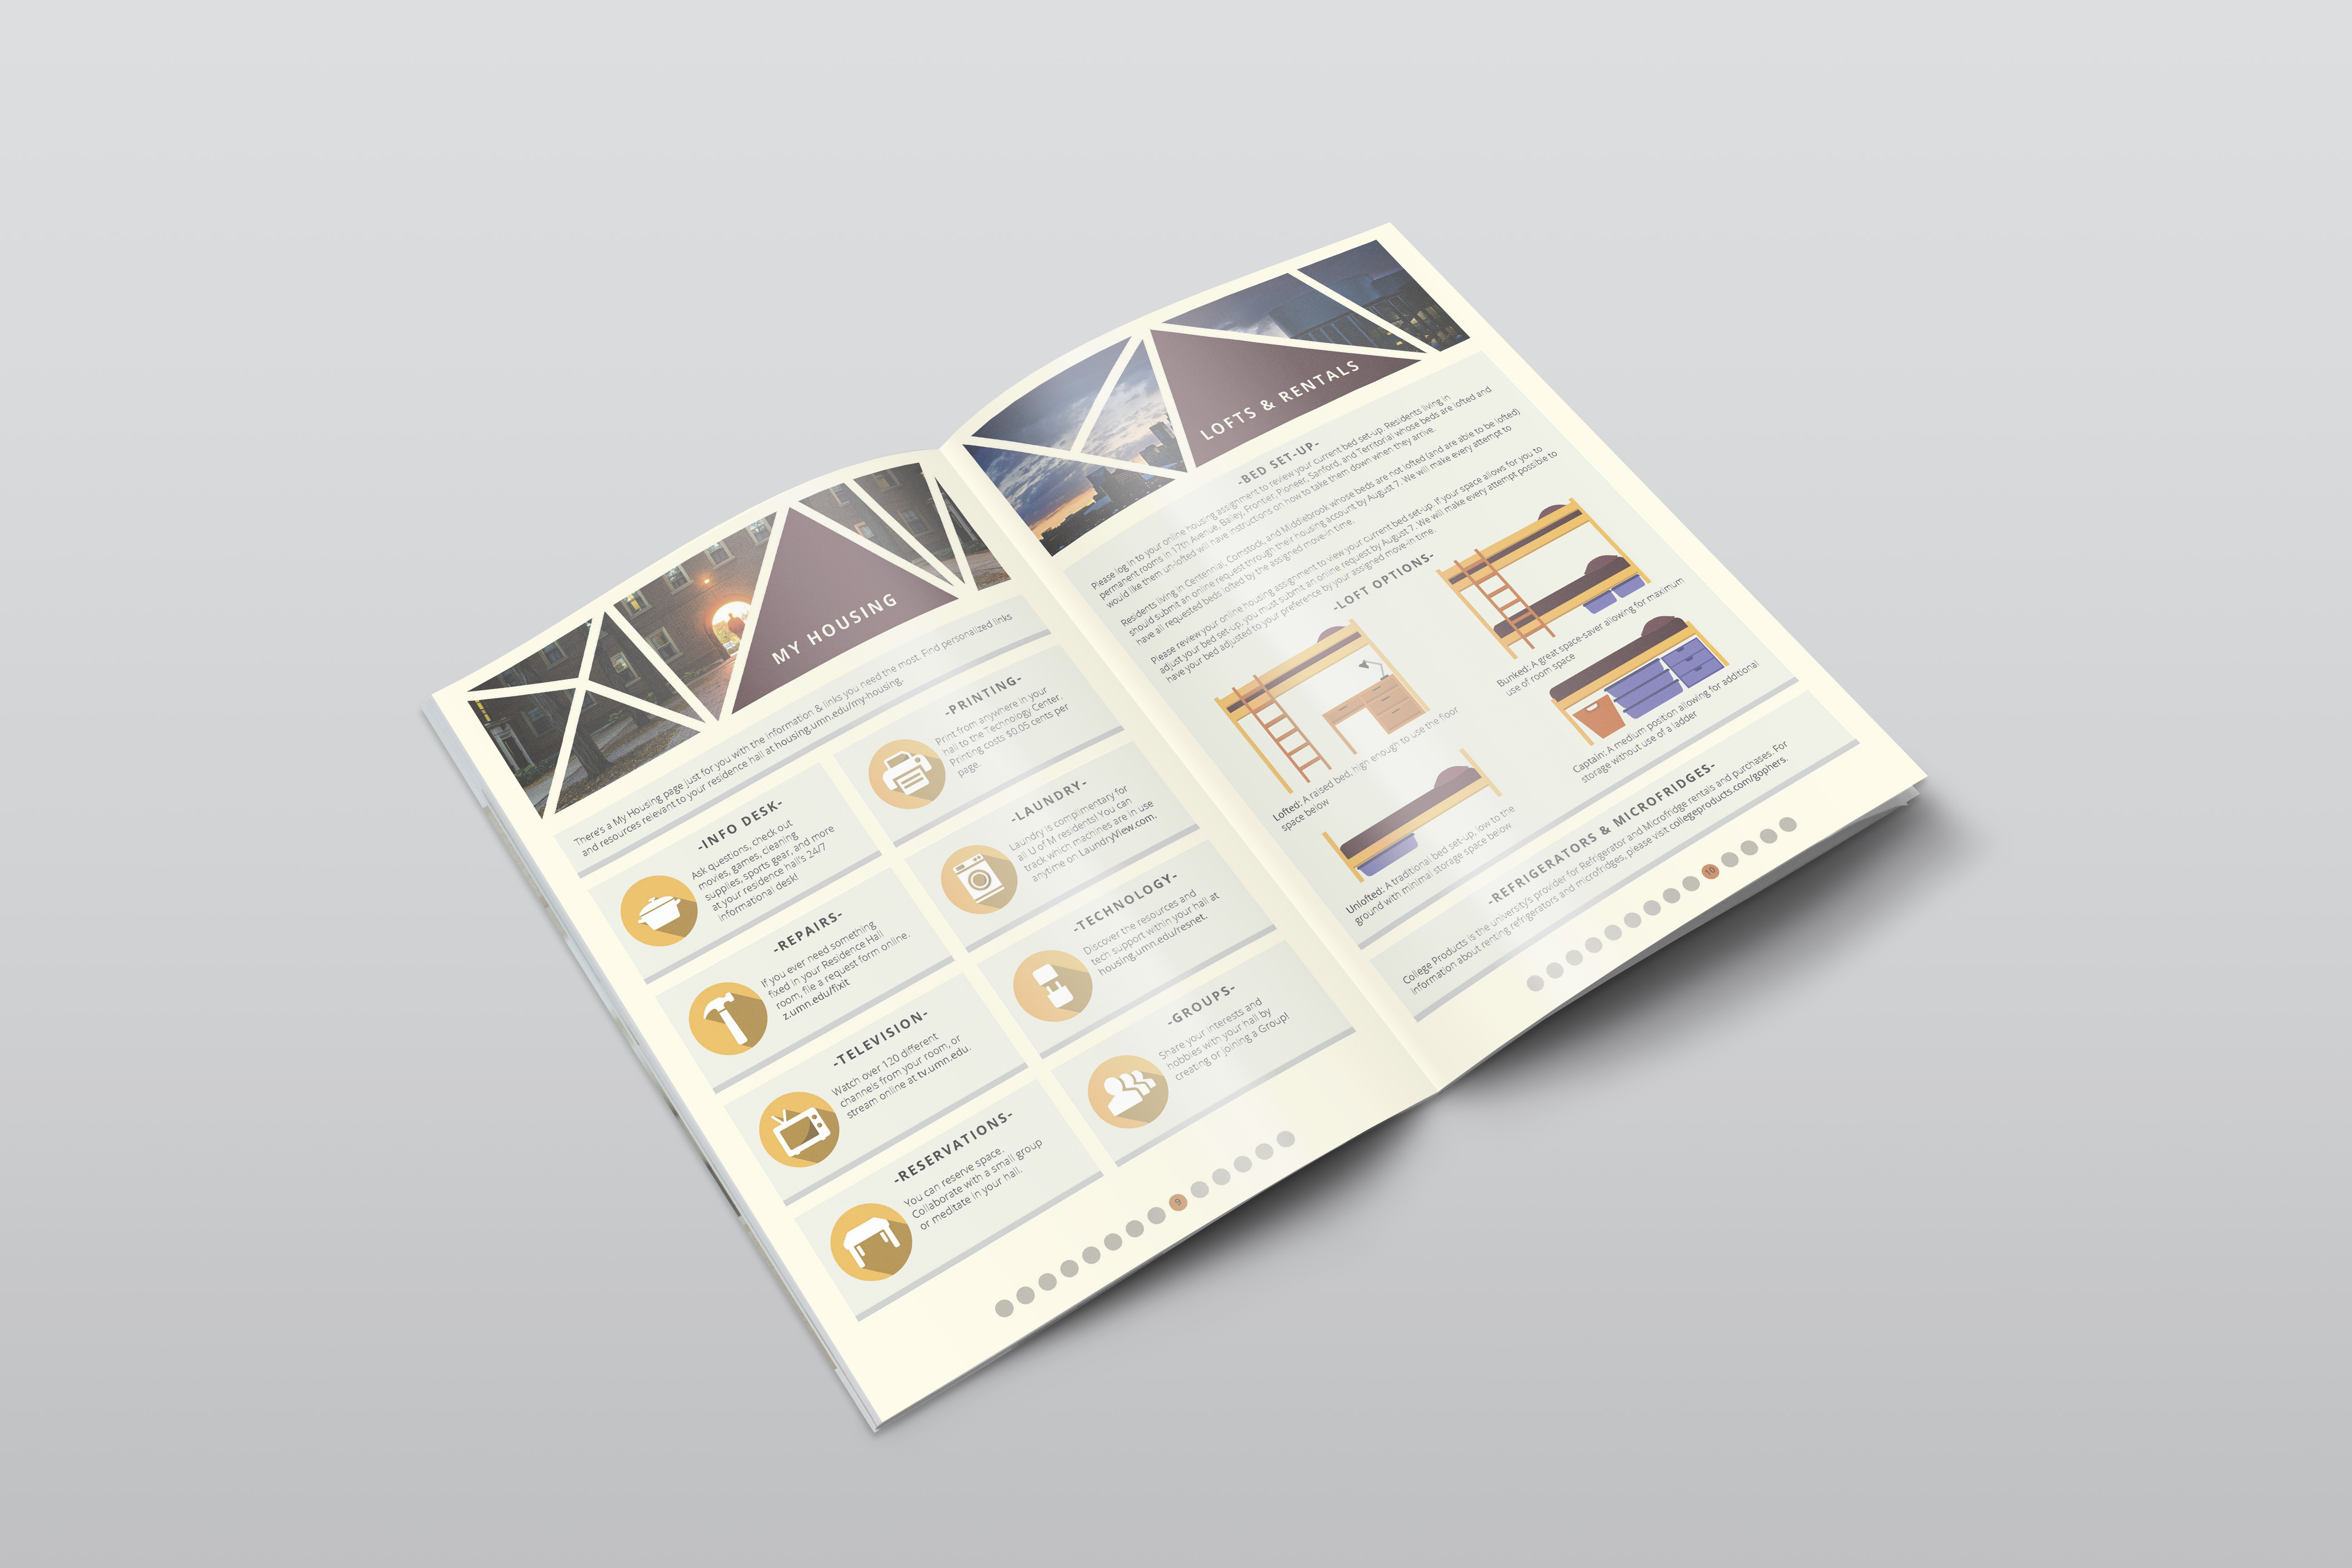 MY HOUSING
There's a My Housing page just for you with the information & links you need the most. Find personalized links
and resources relevant to your residence hall at housing.umn.edu/my-housing.
-INFO DESK-
Ask questions, check out
movies, games, cleaning
supplies, sports gear, and more
at your residence hall's 24/7
informational desk!
-REPAIRS-
If you ever need something
fixed in your Residence Hall
room, file a request form online.
z.umn.edu/fixit
-TELEVISION-
Watch over 120 different
channels from your room, or
stream online at tv.umn.edu.
-RESERVATIONS-
You can reserve space.
Collaborate with a small group
or meditate in your hall.
-PRINTING-
Print from anywhere in your
hall to the Technology Center.
Printing costs $0.05 cents per
page.
-LAUNDRY-
Laundry is complimentary for
all U of M residents! You can
track which machines are in use
anytime on LaundryView.com.
-TECHNOLOGY-
Discover the resources and
tech support within your hall at
housing.umn.edu/resnet.
-GROUPS-
Share your interests and
hobbies with your hall by
creating or joining a Group!
9
LOFTS & RENTALS
-BED SET-UP-
Please log in to your online housing assignment to review your current bed set-up. Residents living in
permanent rooms in 17th Avenue, Bailey, Frontier, Pioneer, Sanford, and Territorial whose beds are lofted and
would like them un-lofted will have instructions on how to take them down when they arrive.
Residents living in Centennial, Comstock, and Middlebrook whose beds are not lofted (and are able to be lofted)
should submit an online request through their housing account by August 7. We will make every attempt to
have all requested beds lofted by the assigned move-in time.
Please review your online housing assignment to view your current bed set-up. If your space allows for you to
adjust your bed set-up, you must submit an online request by August 7. We will make every attempt possible to
have your bed adjusted to your preference by your assigned move-in time.
-LOFT OPTIONS-
Lofted: A raised bed, high enough to use the floor
space below
Bunked: A great space-saver allowing for maximum
use of room space
Unlofted: A traditional bed set-up, low to the
ground with minimal storage space below
Captain: A medium position allowing for additional
storage without use of a ladder
-REFRIGERATORS & MICROFRIDGES-
College Products is the university's provider for Refrigerator and Microfridge rentals and purchases. For
information about renting refrigerators and microfridges, please visit collegeproducts.com/gophers.
10